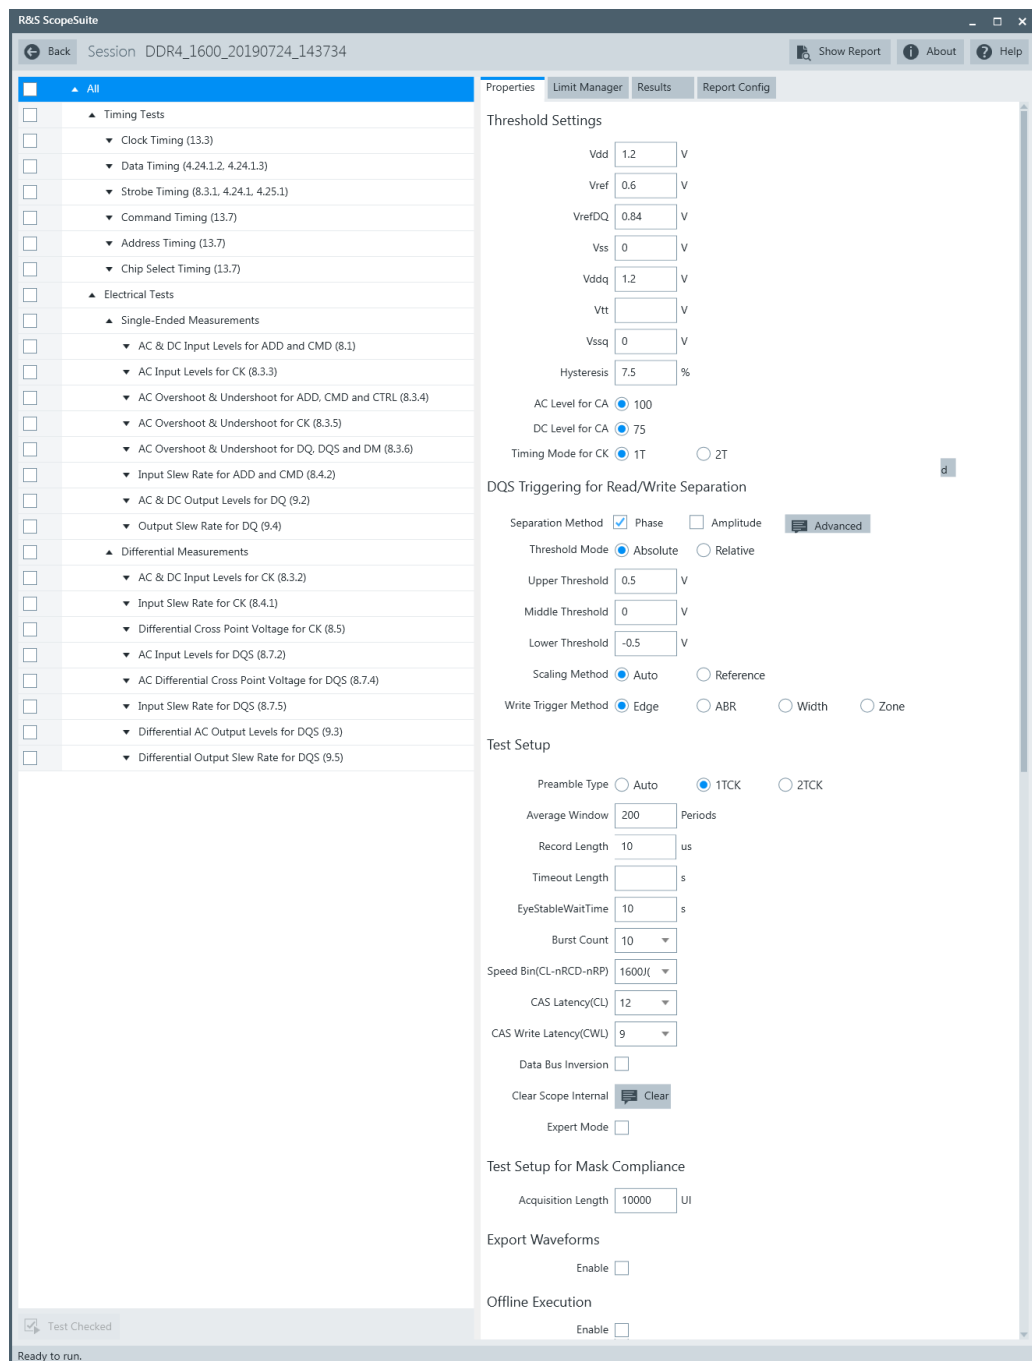 R&S ScopeSuite
Back Session DDR4_1600_20190724_143734 Show Report About Help
All
Timing Tests
Clock Timing (13.3)
Data Timing (4.24.1.2, 4.24.1.3)
Strobe Timing (8.3.1, 4.24.1, 4.25.1)
Command Timing (13.7)
Address Timing (13.7)
Chip Select Timing (13.7)
Electrical Tests
Single-Ended Measurements
AC & DC Input Levels for ADD and CMD (8.1)
AC Input Levels for CK (8.3.3)
AC Overshoot & Undershoot for ADD, CMD and CTRL (8.3.4)
AC Overshoot & Undershoot for CK (8.3.5)
AC Overshoot & Undershoot for DQ, DQS and DM (8.3.6)
Input Slew Rate for ADD and CMD (8.4.2)
AC & DC Output Levels for DQ (9.2)
Output Slew Rate for DQ (9.4)
Differential Measurements
AC & DC Input Levels for CK (8.3.2)
Input Slew Rate for CK (8.4.1)
Differential Cross Point Voltage for CK (8.5)
AC Input Levels for DQS (8.7.2)
AC Differential Cross Point Voltage for DQS (8.7.4)
Input Slew Rate for DQS (8.7.5)
Differential AC Output Levels for DQS (9.3)
Differential Output Slew Rate for DQS (9.5)
Test Checked
Properties Limit Manager Results Report Config
Threshold Settings
Vdd 1.2 V
Vref 0.6 V
VrefDQ 0.84 V
Vss 0 V
Vddq 1.2 V
Vtt V
Vssq 0 V
Hysteresis 7.5 %
AC Level for CA 100
DC Level for CA 75
Timing Mode for CK 1T 2T
d
DQS Triggering for Read/Write Separation
Separation Method Phase Amplitude Advanced
Threshold Mode Absolute Relative
Upper Threshold 0.5 V
Middle Threshold 0 V
Lower Threshold -0.5 V
Scaling Method Auto Reference
Write Trigger Method Edge ABR Width Zone
Test Setup
Preamble Type Auto 1TCK 2TCK
Average Window 200 Periods
Record Length 10 us
Timeout Length s
EyeStableWaitTime 10 s
Burst Count 10
Speed Bin(CL-nRCD-nRP) 1600J(
CAS Latency(CL) 12
CAS Write Latency(CWL) 9
Data Bus Inversion
Clear Scope Internal Clear
Expert Mode
Test Setup for Mask Compliance
Acquisition Length 10000 UI
Export Waveforms
Enable
Offline Execution
Enable
Ready to run.